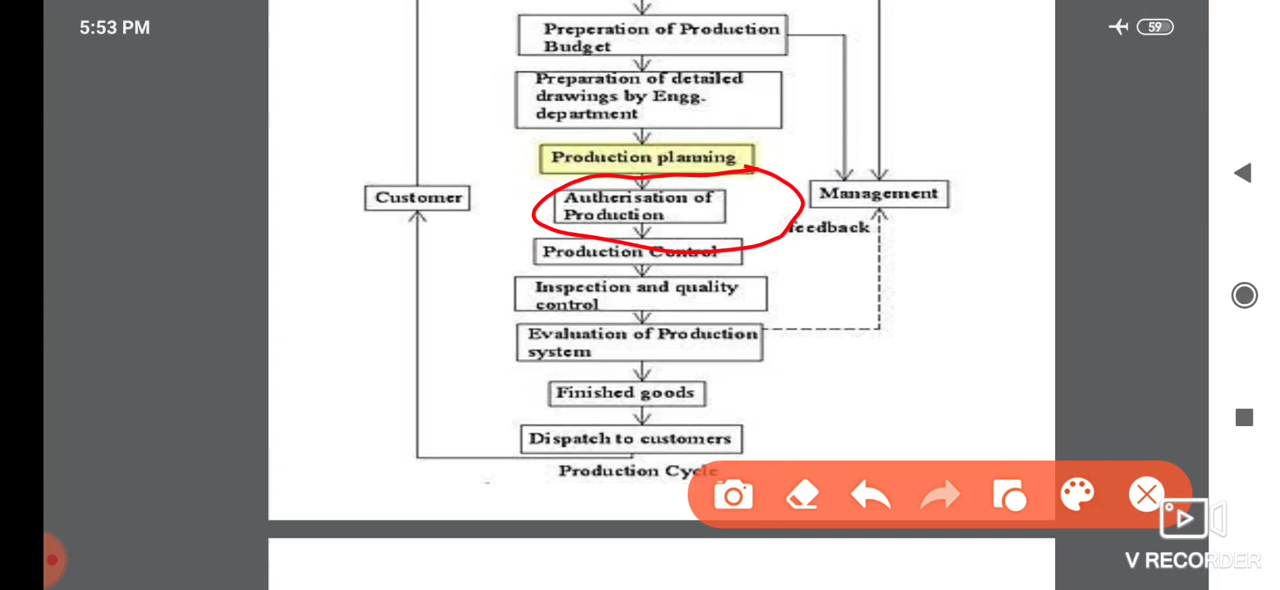 5:53 PM
59
Preperation of Production
Budget
Preparation of detailed
drawings by Engg.
department
Production planning
Customer
Autherisation of
Production
Management
feedback
Production Control
Inspection and quality
control
Evaluation of Production
system
Finished goods
Dispatch to customers
Production Cycle
V RECORDER